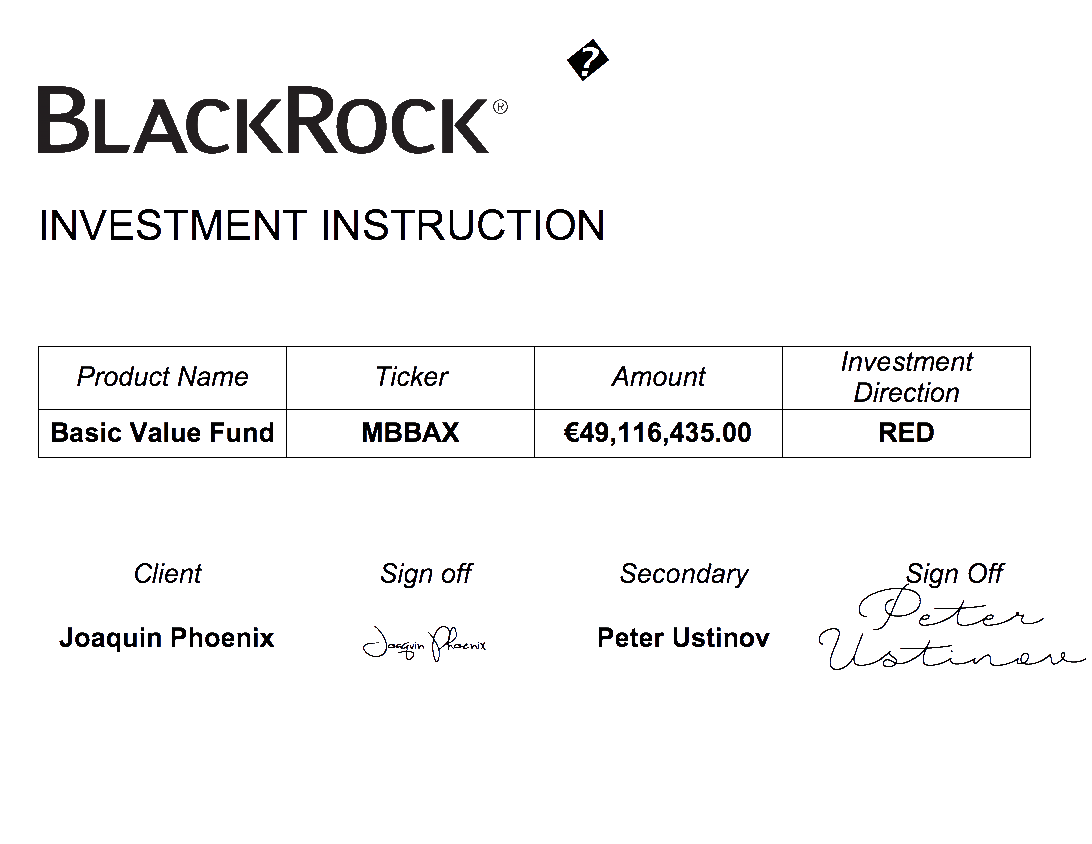 �
BLACKROCK®
INVESTMENT INSTRUCTION
Product Name Ticker Amount Investment Direction
Basic Value Fund MBBAX €49,116,435.00 RED
Client Sign off Secondary Sign Off
Joaquin Phoenix Joaquin Phoenix Peter Ustinov Peter Ustinov